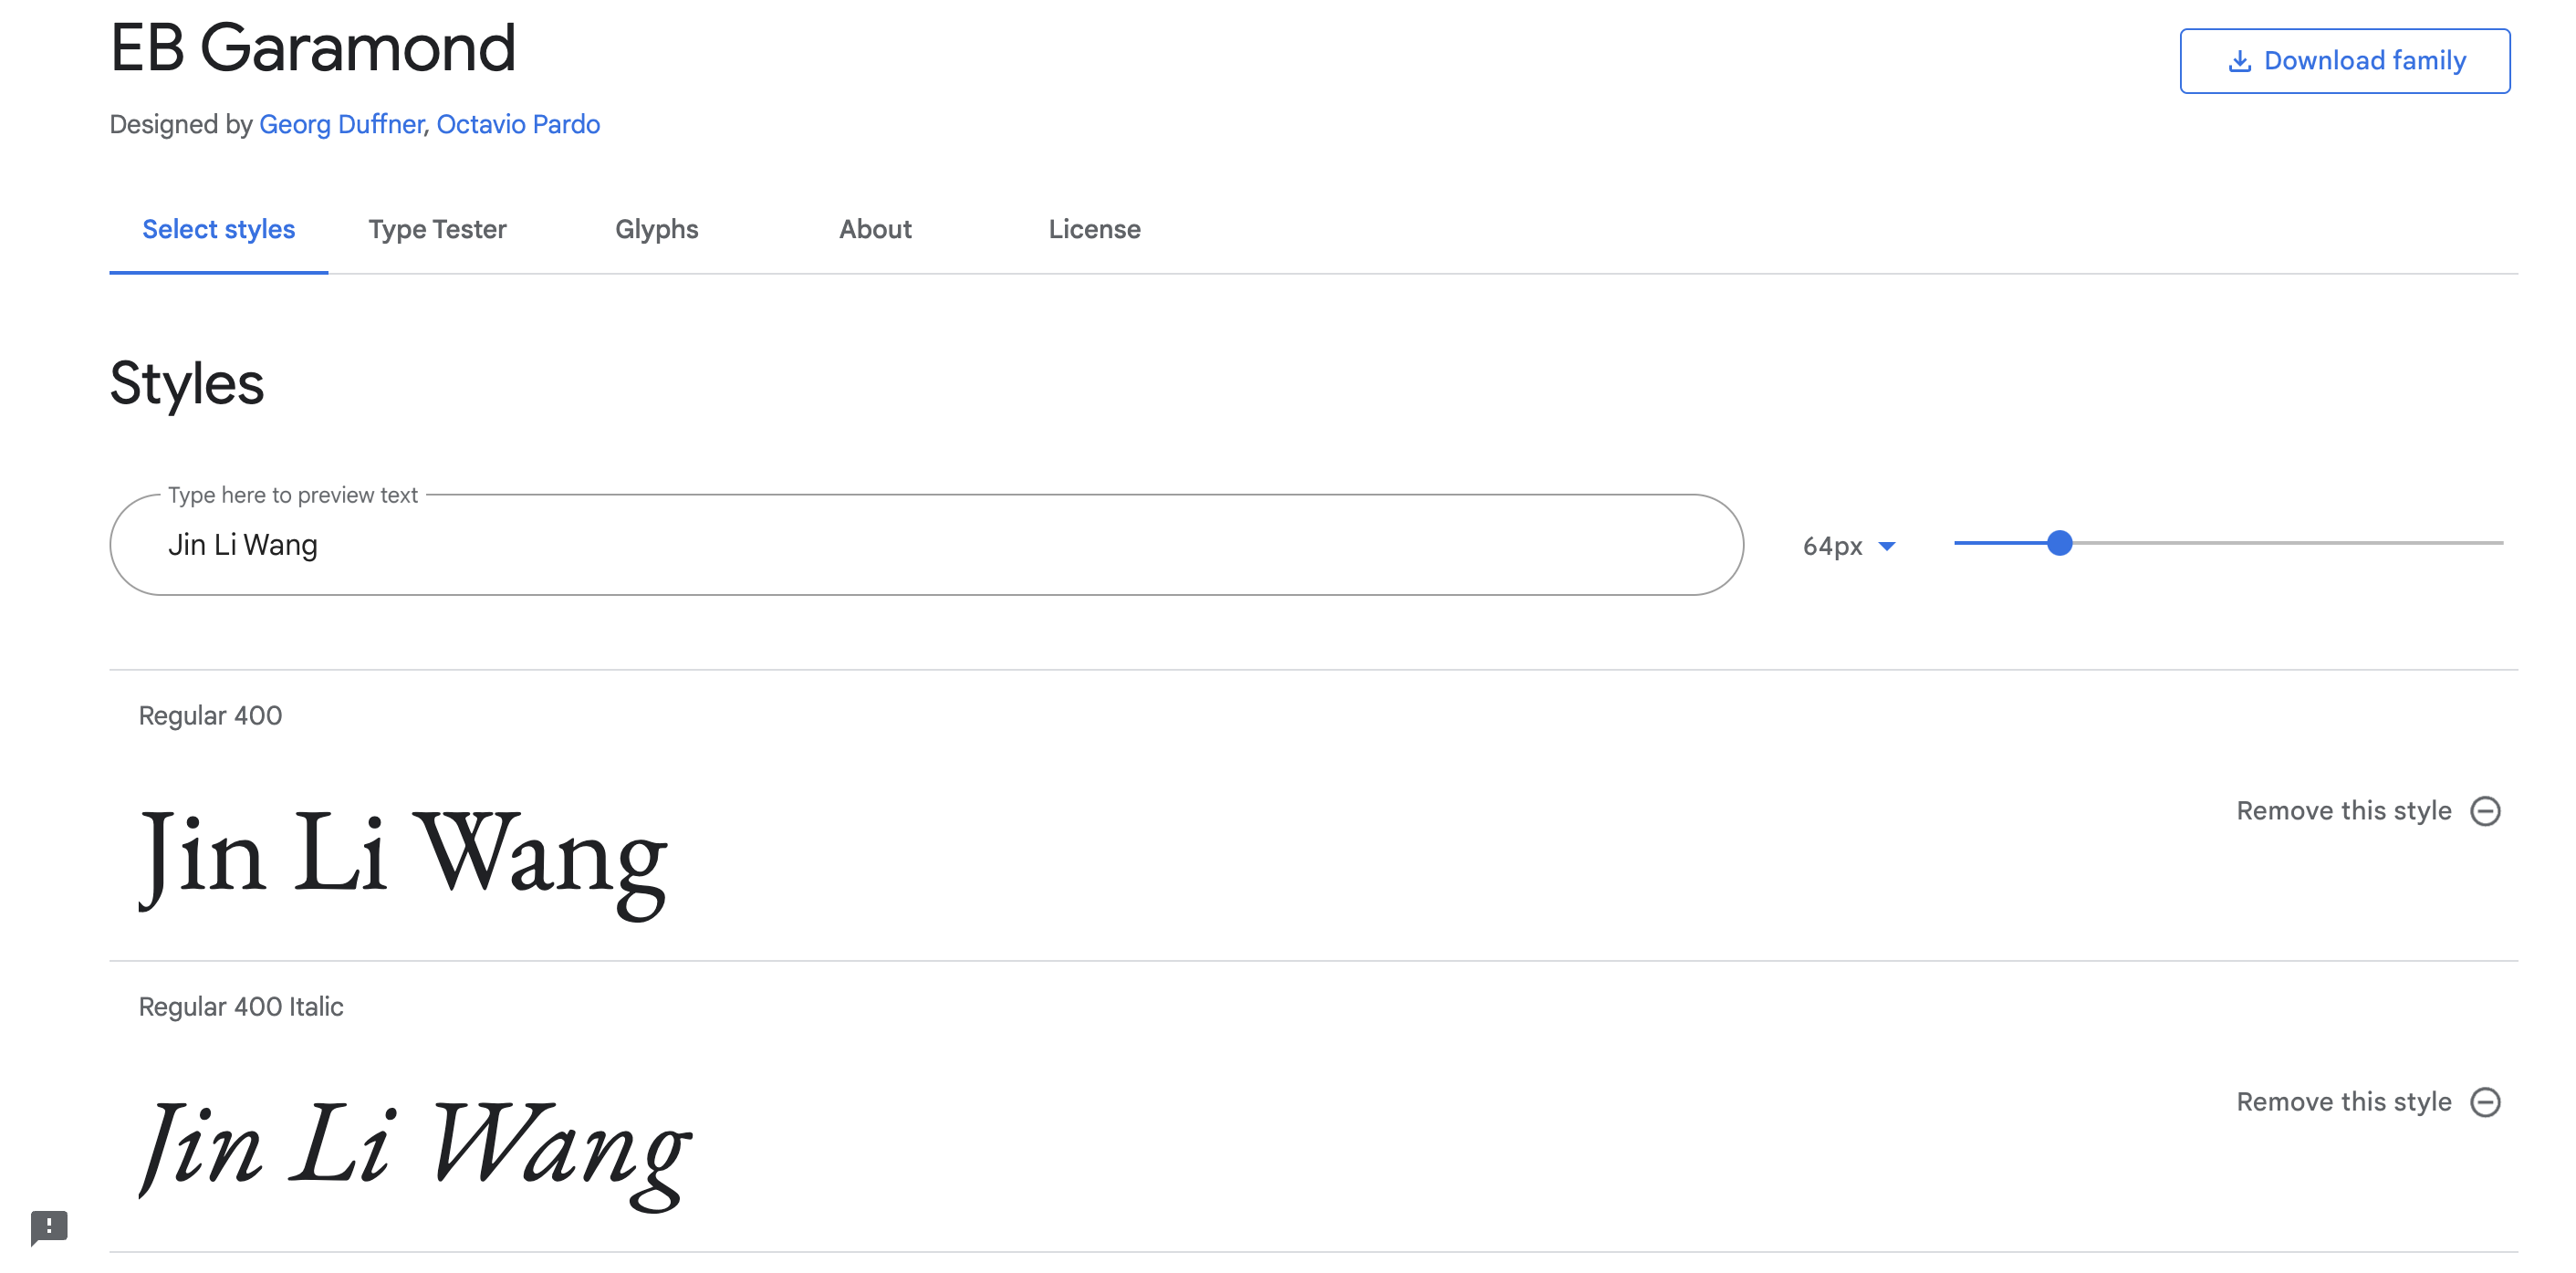 EB Garamond
Download family
Designed by Georg Duffner, Octavio Pardo
Select styles Type Tester Glyphs About License
Styles
Type here to preview text
Jin Li Wang
64px
Regular 400
Jin Li Wang
Remove this style
Regular 400 Italic
Jin Li Wang
Remove this style